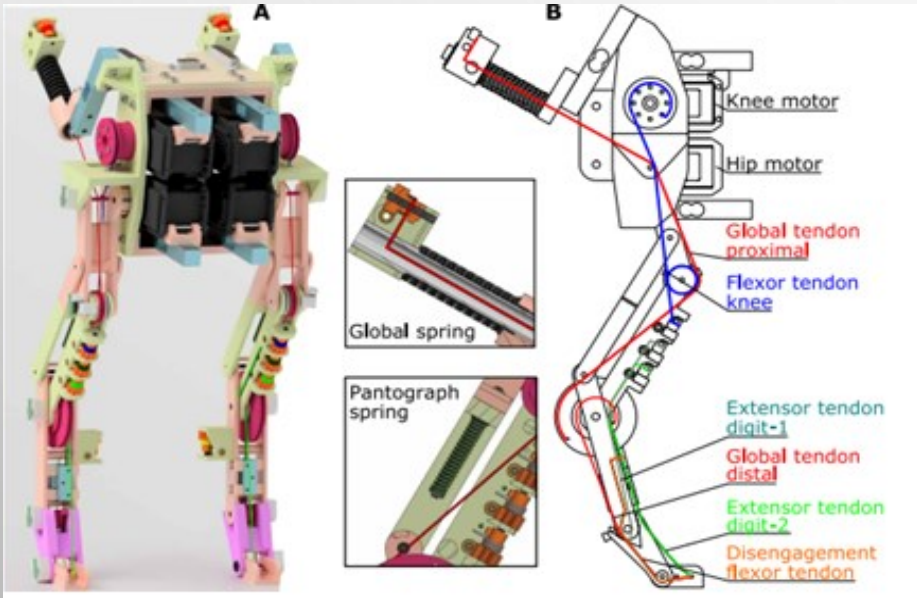 A
B
Knee motor
Hip motor
Global tendon
proximal
Flexor tendon
knee
Global spring
Pantograph
spring
Extensor tendon
digit-1
Global tendon
distal
Extensor tendon
digit-2
Disengagement
flexor tendon